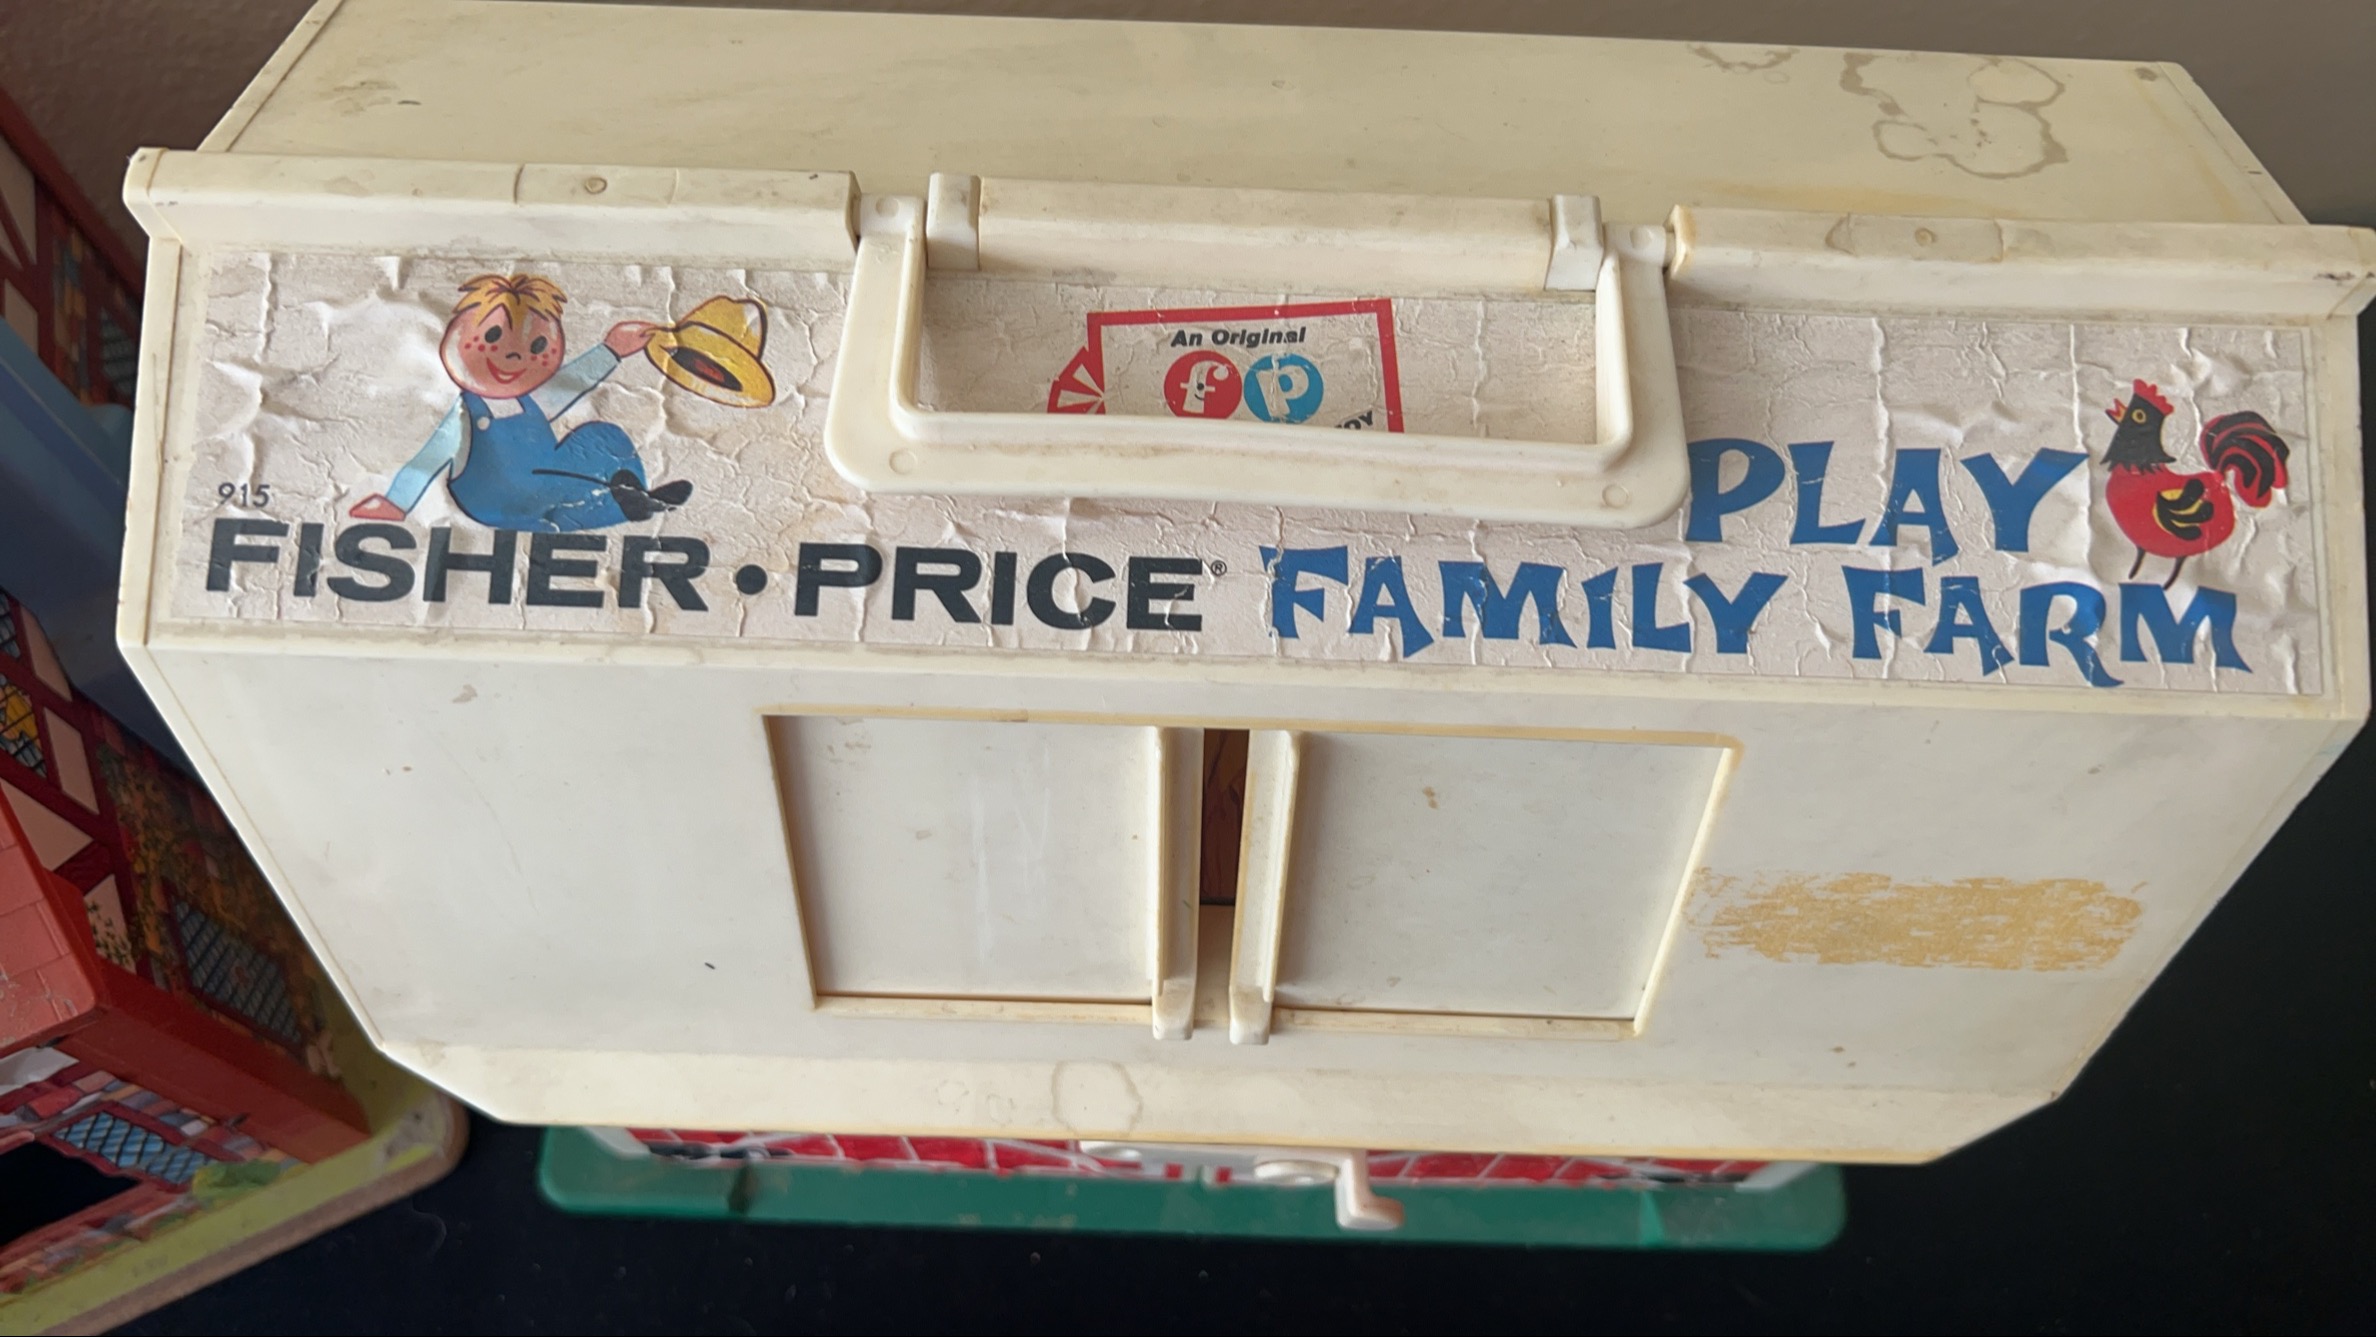 An Original
fp
915
FISHER·PRICE®
PLAY
FAMILY FARM